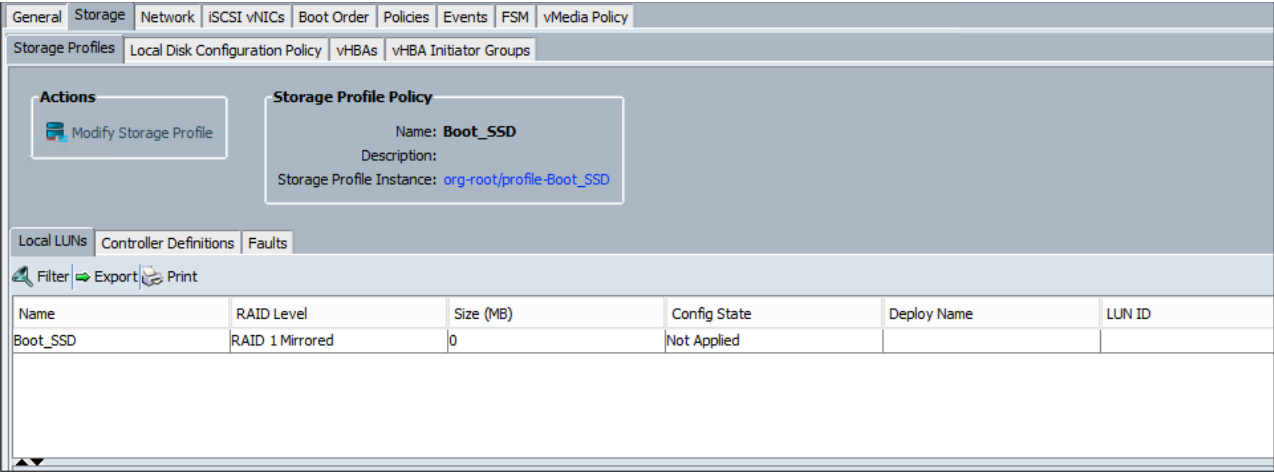 General Storage Network iSCSI vNICs Boot Order Policies Events FSM vMedia Policy
Storage Profiles Local Disk Configuration Policy vHBAs vHBA Initiator Groups
Actions
Modify Storage Profile
Storage Profile Policy
Name: Boot_SSD
Description:
Storage Profile Instance: org-root/profile-Boot_SSD
Local LUNs Controller Definitions Faults
Filter Export Print
Name RAID Level Size (MB) Config State Deploy Name LUN ID
Boot_SSD RAID 1 Mirrored 0 Not Applied